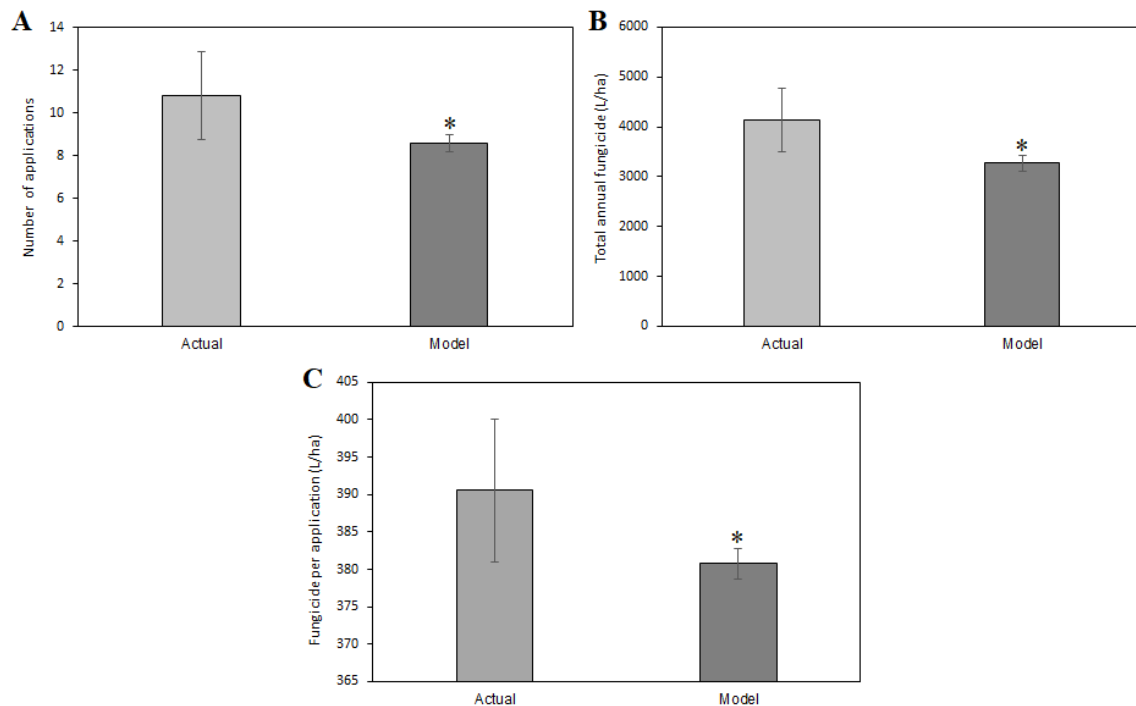 A
Number of applications
14
12
10
8
6
4
2
0
*
Actual
Model
B
Total annual fungicide (L/ha)
6000
5000
4000
3000
2000
1000
0
*
Actual
Model
C
Fungicide per application (L/ha)
405
400
395
390
385
380
375
370
365
*
Actual
Model